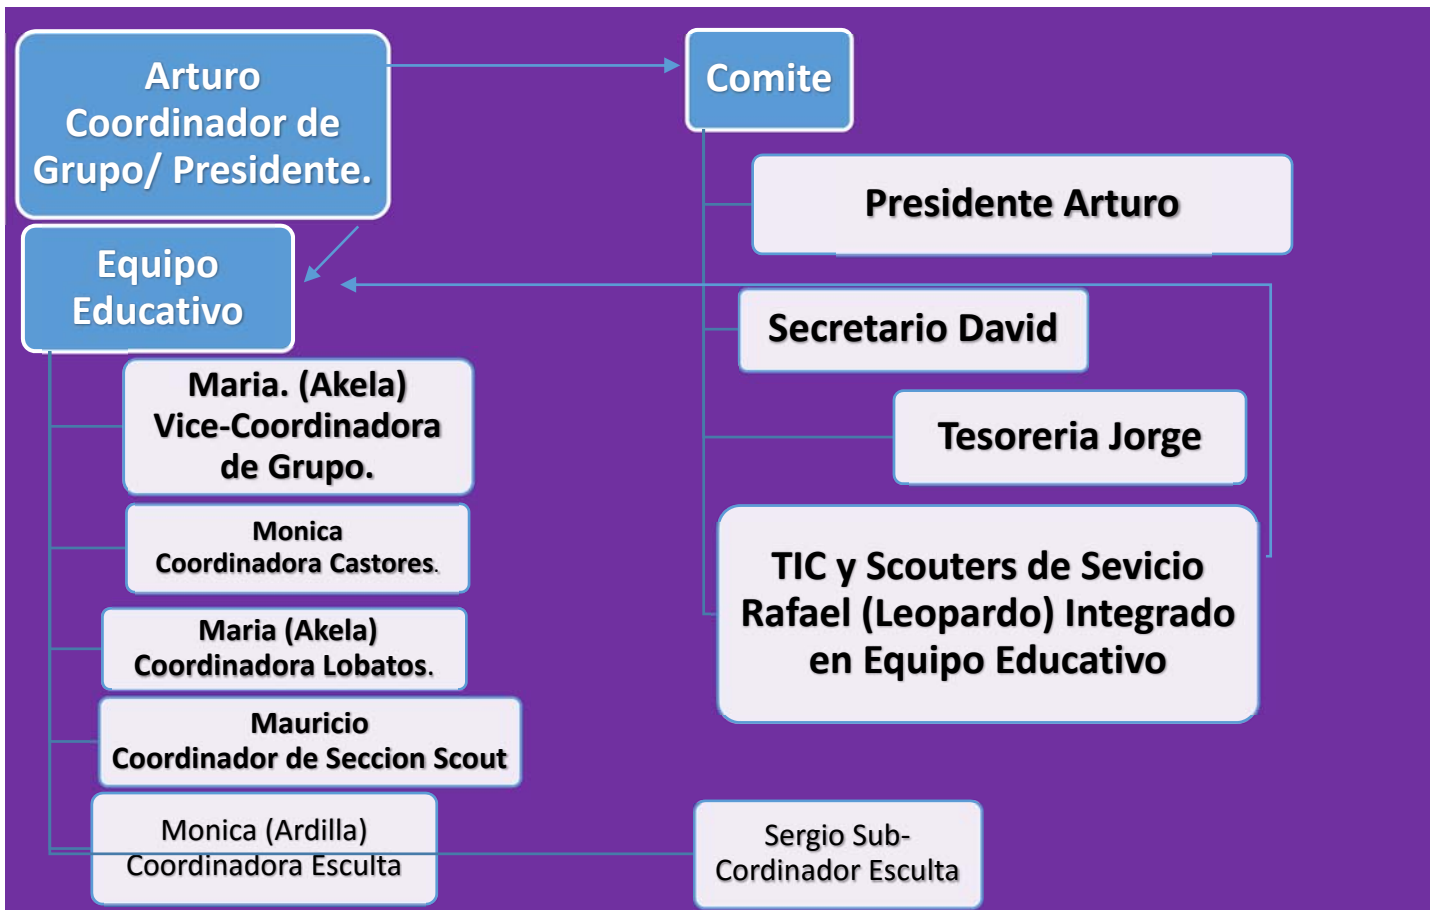 Arturo
Coordinador de
Grupo/ Presidente.
Equipo
Educativo
Maria. (Akela)
Vice-Coordinadora
de Grupo.
Monica
Coordinadora Castores.
Maria (Akela)
Coordinadora Lobatos.
Mauricio
Coordinador de Seccion Scout
Monica (Ardilla)
Coordinadora Esculta
Sergio Sub-
Cordinador Esculta
Comite
Presidente Arturo
Secretario David
Tesoreria Jorge
TIC y Scouters de Sevicio
Rafael (Leopardo) Integrado
en Equipo Educativo